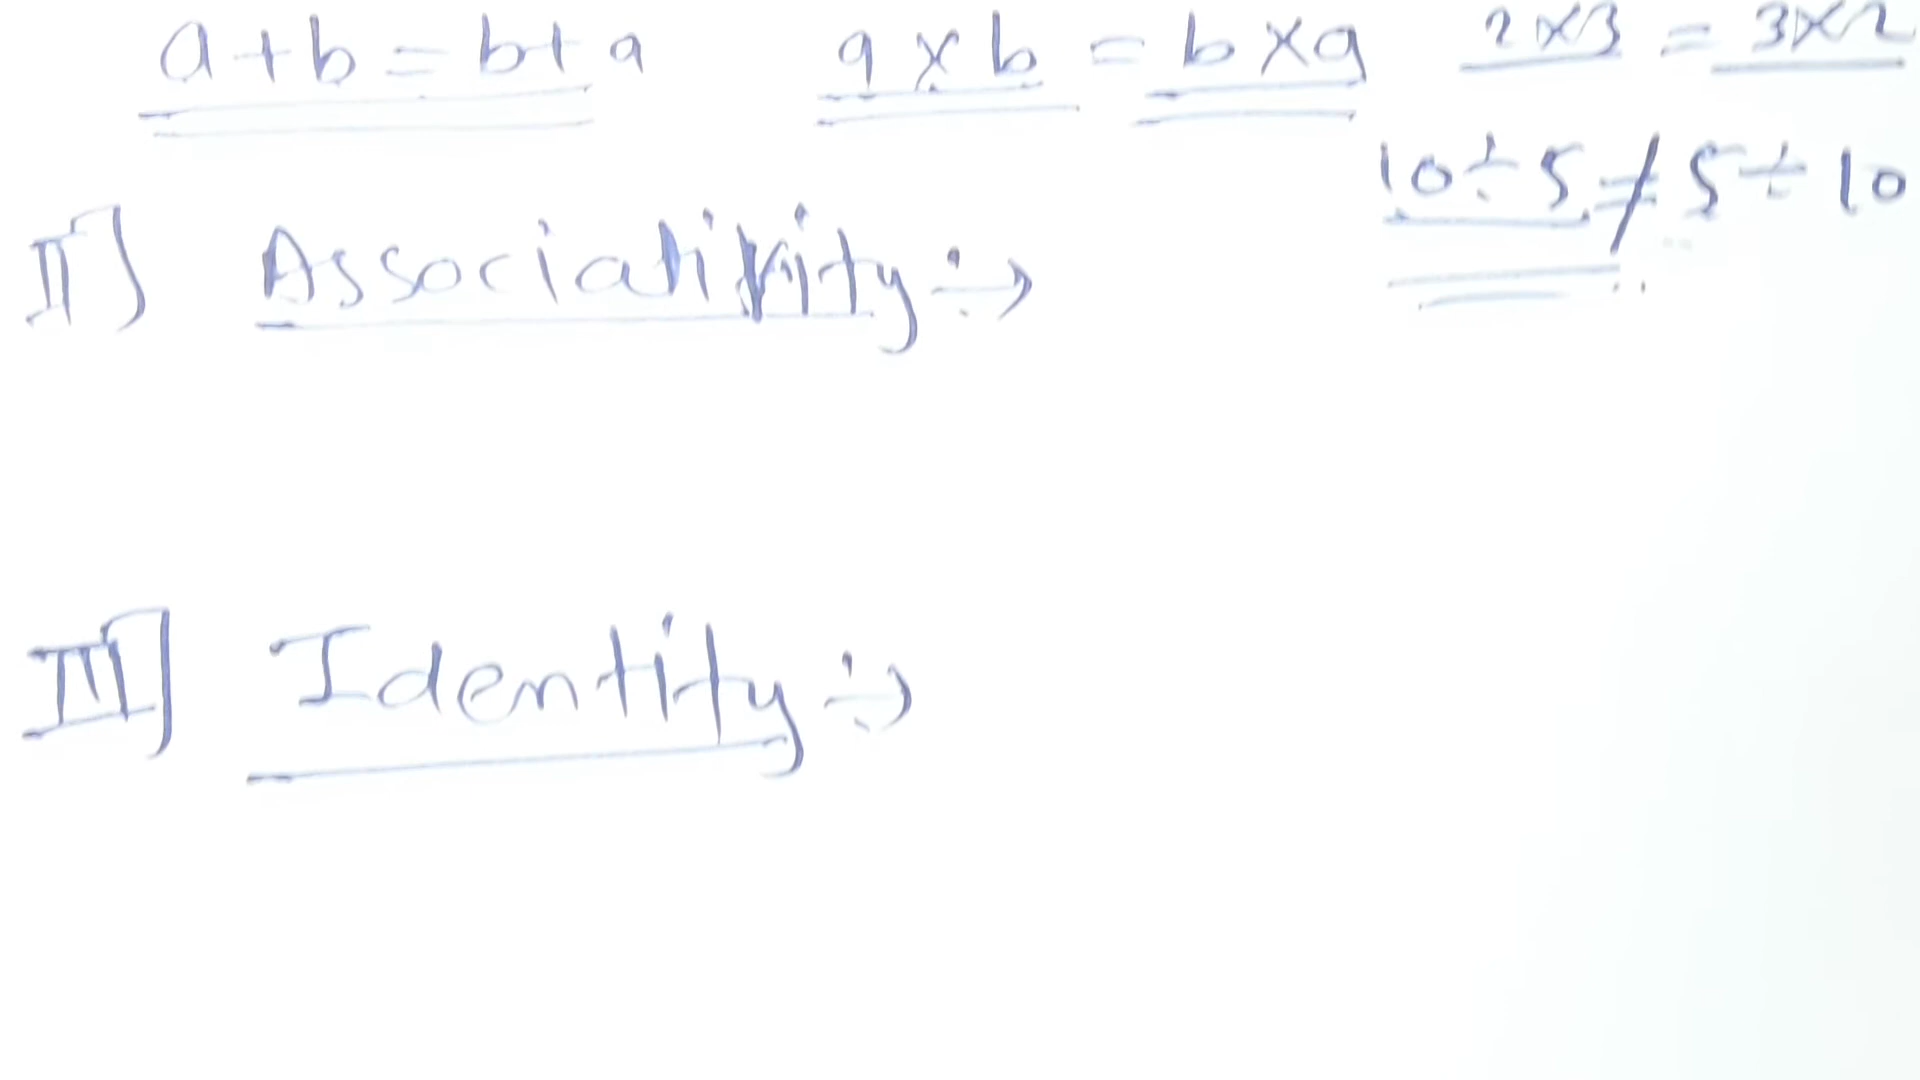 a+b=b+a a×b=b×a 2×3=3×2
10÷5≠5÷10
II] Associativity:→
III] Identity:→